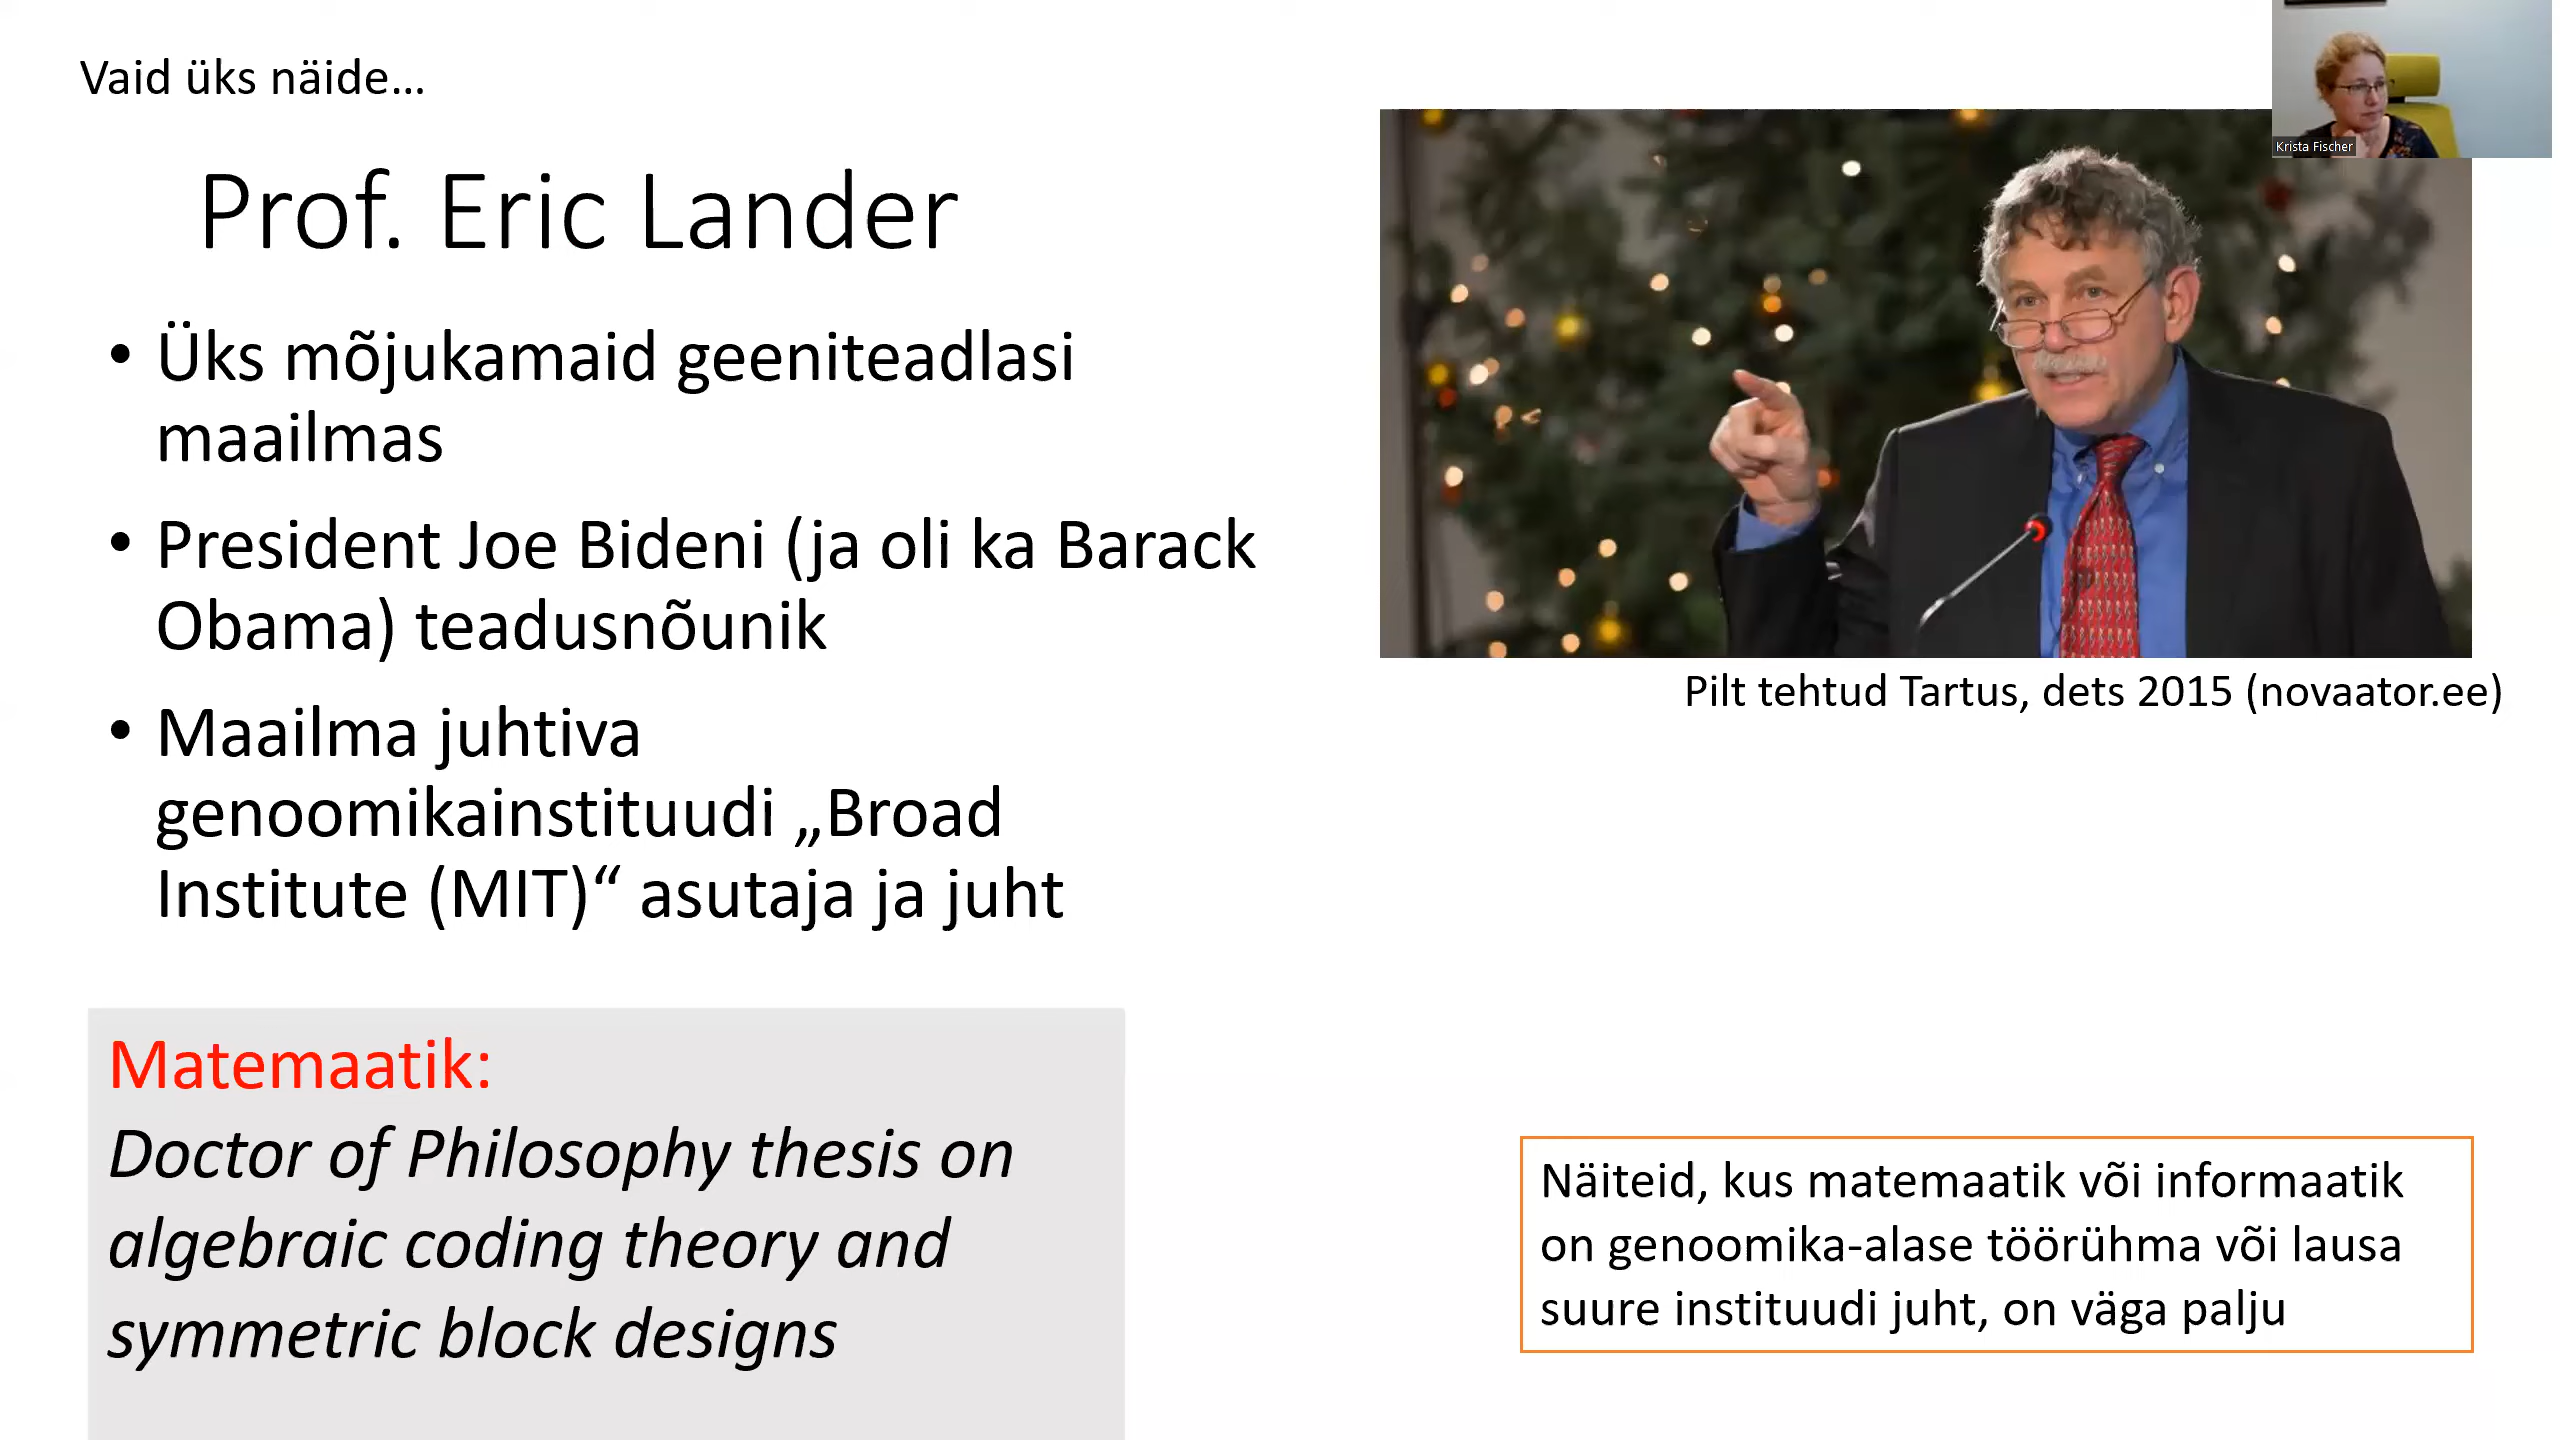 Vaid üks näide...
Prof. Eric Lander
• Üks mõjukamaid geeniteadlasi
maailmas
• President Joe Bideni (ja oli ka Barack
Obama) teadusnõunik
• Maailma juhtiva
genoomikainstituudi „Broad
Institute (MIT)“ asutaja ja juht
Matemaatik:
Doctor of Philosophy thesis on
algebraic coding theory and
symmetric block designs
Krista Fischer
Pilt tehtud Tartus, dets 2015 (novaator.ee)
Näiteid, kus matemaatik või informaatik
on genoomika-alase töörühma või lausa
suure instituudi juht, on väga palju